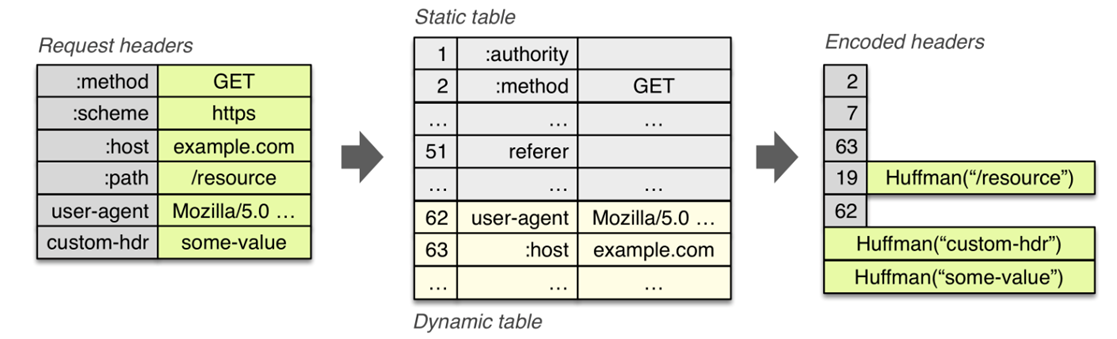 Request headers
:method GET
:scheme https
:host example.com
:path /resource
user-agent Mozilla/5.0 ...
custom-hdr some-value
Static table
1 :authority
2 :method GET
... ... ...
51 referer
... ... ...
62 user-agent Mozilla/5.0 ...
63 :host example.com
... ... ...
Dynamic table
Encoded headers
2
7
63
19 Huffman(“/resource”)
62
Huffman(“custom-hdr”)
Huffman(“some-value”)